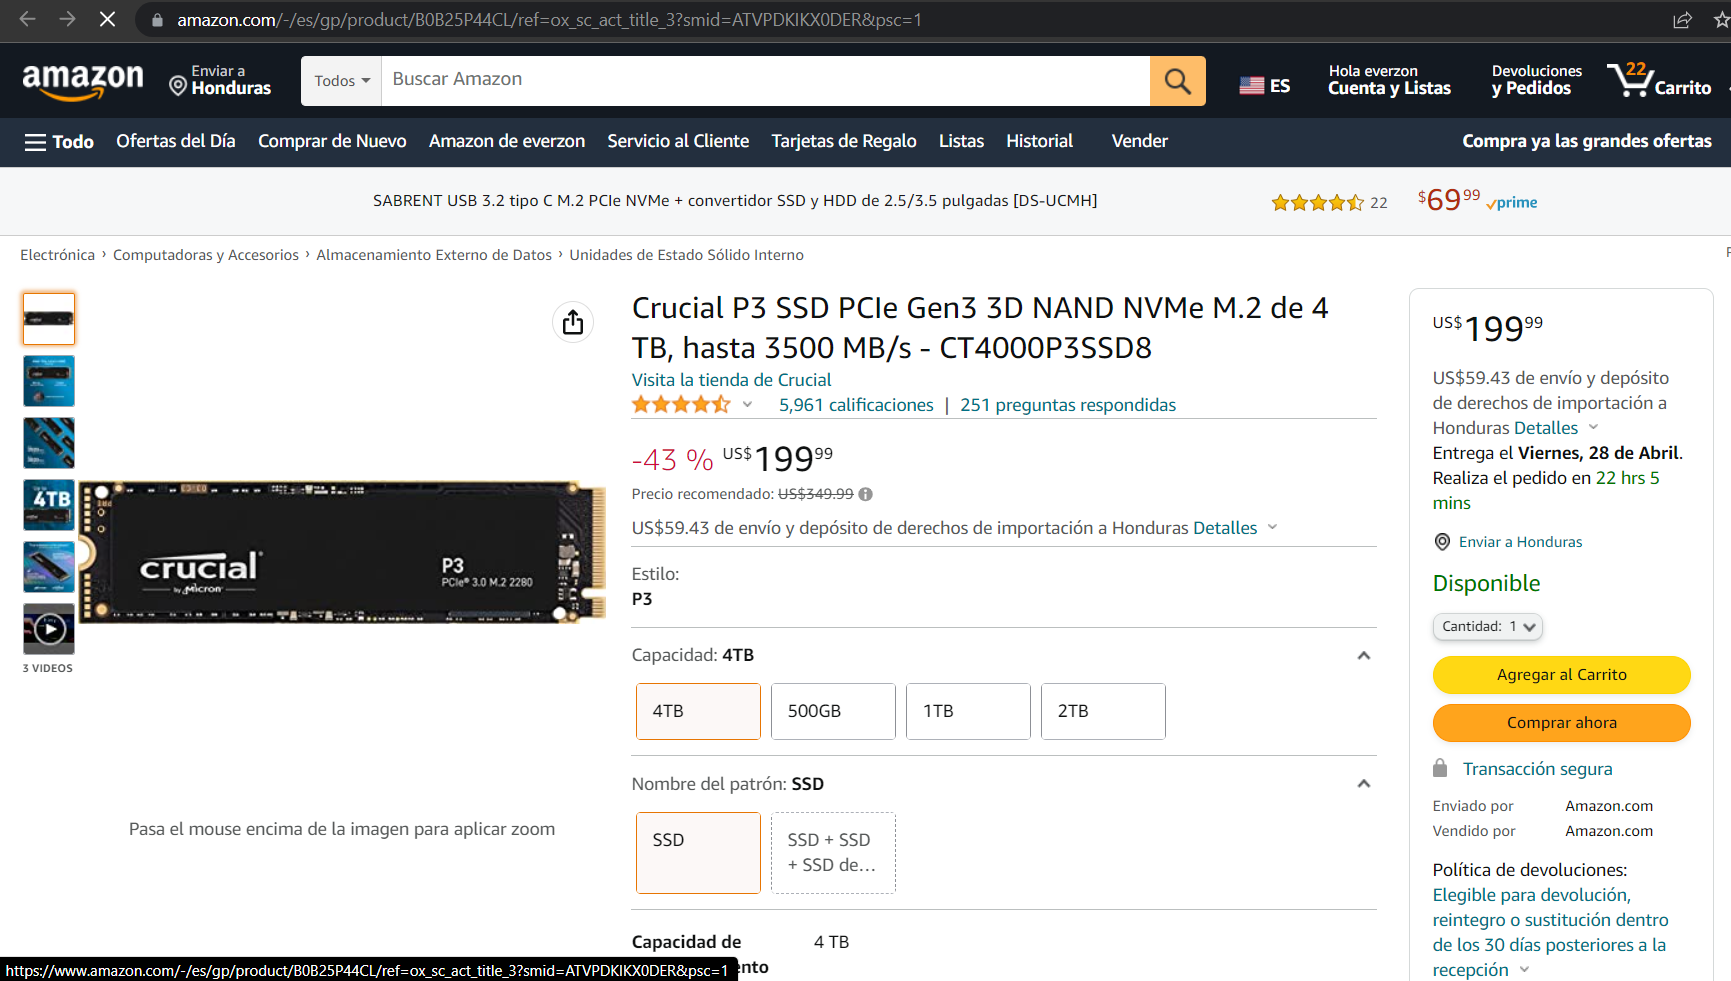 amazon.com/-/es/gp/product/B0B25P44CL/ref=ox_sc_act_title_3?smid=ATVPDKIKX0DER&psc=1
amazon
Enviar a
Honduras
Todos
Buscar Amazon
ES
Hola everzon
Cuenta y Listas
Devoluciones
y Pedidos
22
Carrito
Todo
Ofertas del Día
Comprar de Nuevo
Amazon de everzon
Servicio al Cliente
Tarjetas de Regalo
Listas
Historial
Vender
Compra ya las grandes ofertas
SABRENT USB 3.2 tipo C M.2 PCIe NVMe + convertidor SSD y HDD de 2.5/3.5 pulgadas [DS-UCMH]
22
$69 99
prime
Electrónica › Computadoras y Accesorios › Almacenamiento Externo de Datos › Unidades de Estado Sólido Interno
4TB
3 VIDEOS
crucial
by Micron
P3
PCIe® 3.0 M.2 2280
Pasa el mouse encima de la imagen para aplicar zoom
Crucial P3 SSD PCIe Gen3 3D NAND NVMe M.2 de 4
TB, hasta 3500 MB/s - CT4000P3SSD8
Visita la tienda de Crucial
5,961 calificaciones | 251 preguntas respondidas
-43 % US$199 99
Precio recomendado: US$349.99
US$59.43 de envío y depósito de derechos de importación a Honduras Detalles
Estilo:
P3
Capacidad: 4TB
4TB
500GB
1TB
2TB
Nombre del patrón: SSD
SSD
SSD + SSD
+ SSD de...
Capacidad de
4 TB
ento
US$199 99
US$59.43 de envío y depósito
de derechos de importación a
Honduras Detalles
Entrega el Viernes, 28 de Abril.
Realiza el pedido en 22 hrs 5
mins
Enviar a Honduras
Disponible
Cantidad: 1
Agregar al Carrito
Comprar ahora
Transacción segura
Enviado por Amazon.com
Vendido por Amazon.com
Política de devoluciones:
Elegible para devolución,
reintegro o sustitución dentro
de los 30 días posteriores a la
recepción
https://www.amazon.com/-/es/gp/product/B0B25P44CL/ref=ox_sc_act_title_3?smid=ATVPDKIKX0DER&psc=1